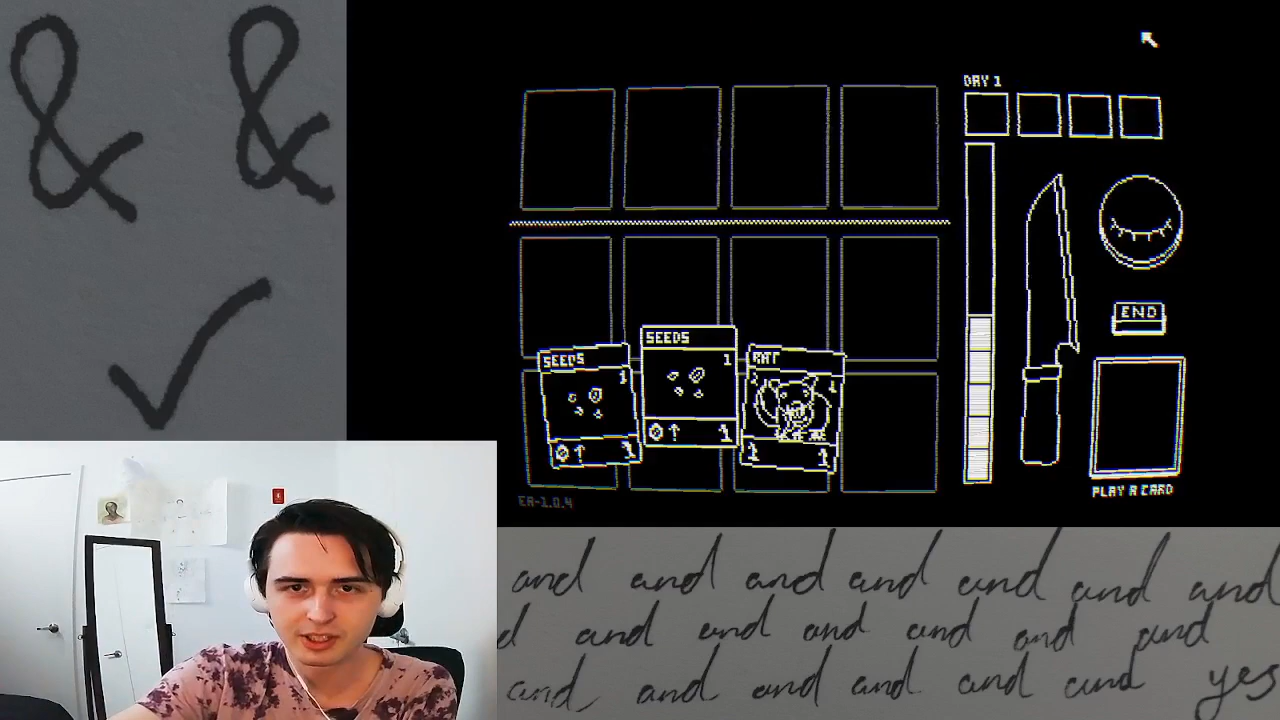 & &
✓
DAY 1
SEEDS
1
0↑ 1
SEEDS
1
0↑ 1
RAT
1
1 1
END
PLAY A CARD
EA-1.0.4
and and and and and and and
d and and and and and and
and and and and and and yes